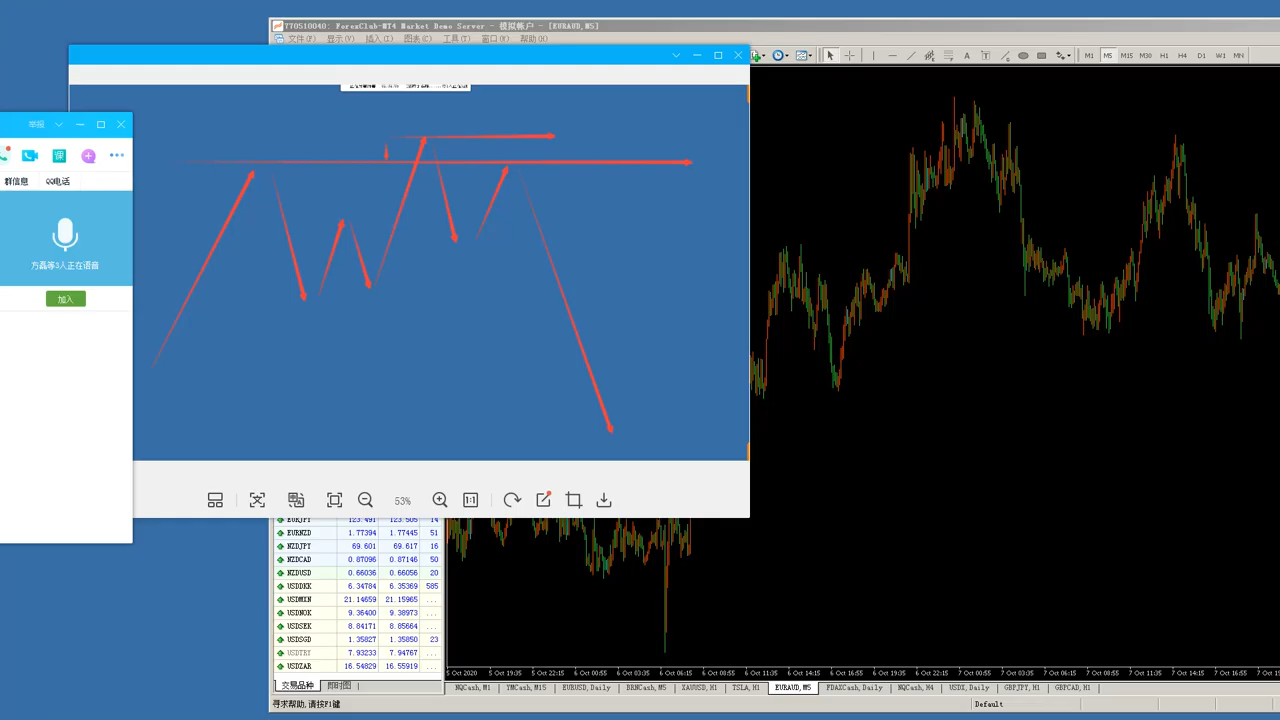 770510040: ForexClub-MT4 Market Demo Server - 模拟帐户 - [EURAUD,M5]
文件(F) 显示(V) 插入(I) 图表(C) 工具(T) 窗口(W) 帮助(H)
A T M1 M5 M15 M30 H1 H4 D1 W1 MN
举报
课
群信息 QQ电话
方磊等3人正在语音
加入
53% 1:1
EURJPY 123.491 123.505 14
EURNZD 1.77394 1.77445 51
NZDJPY 69.601 69.617 16
NZDCAD 0.87096 0.87146 50
NZDUSD 0.66036 0.66056 20
USDDKK 6.34784 6.35369 585
USDMXN 21.14659 21.15965 ...
USDNOK 9.36400 9.38973 ...
USDSEK 8.84171 8.85664 ...
USDSGD 1.35827 1.35850 23
USDTRY 7.93233 7.94767 ...
USDZAR 16.54829 16.55919 ...
5 Oct 2020 5 Oct 19:35 5 Oct 22:15 6 Oct 00:55 6 Oct 03:35 6 Oct 06:15 6 Oct 08:55 6 Oct 11:35 6 Oct 14:15 6 Oct 16:55 6 Oct 19:35 6 Oct 22:15 7 Oct 00:55 7 Oct 03:35 7 Oct 06:15 7 Oct 08:55 7 Oct 11:35 7 Oct 14:15 7 Oct 16:55
交易品种 即时图
NQCash,M1 YMCash,M15 EURUSD,Daily BRNCash,M5 XAUUSD,H1 TSLA,H1 EURAUD,M5 FDAXCash,Daily NQCash,H4 USDX,Daily GBPJPY,H1 GBPCAD,H1
寻求帮助,请按F1键 Default